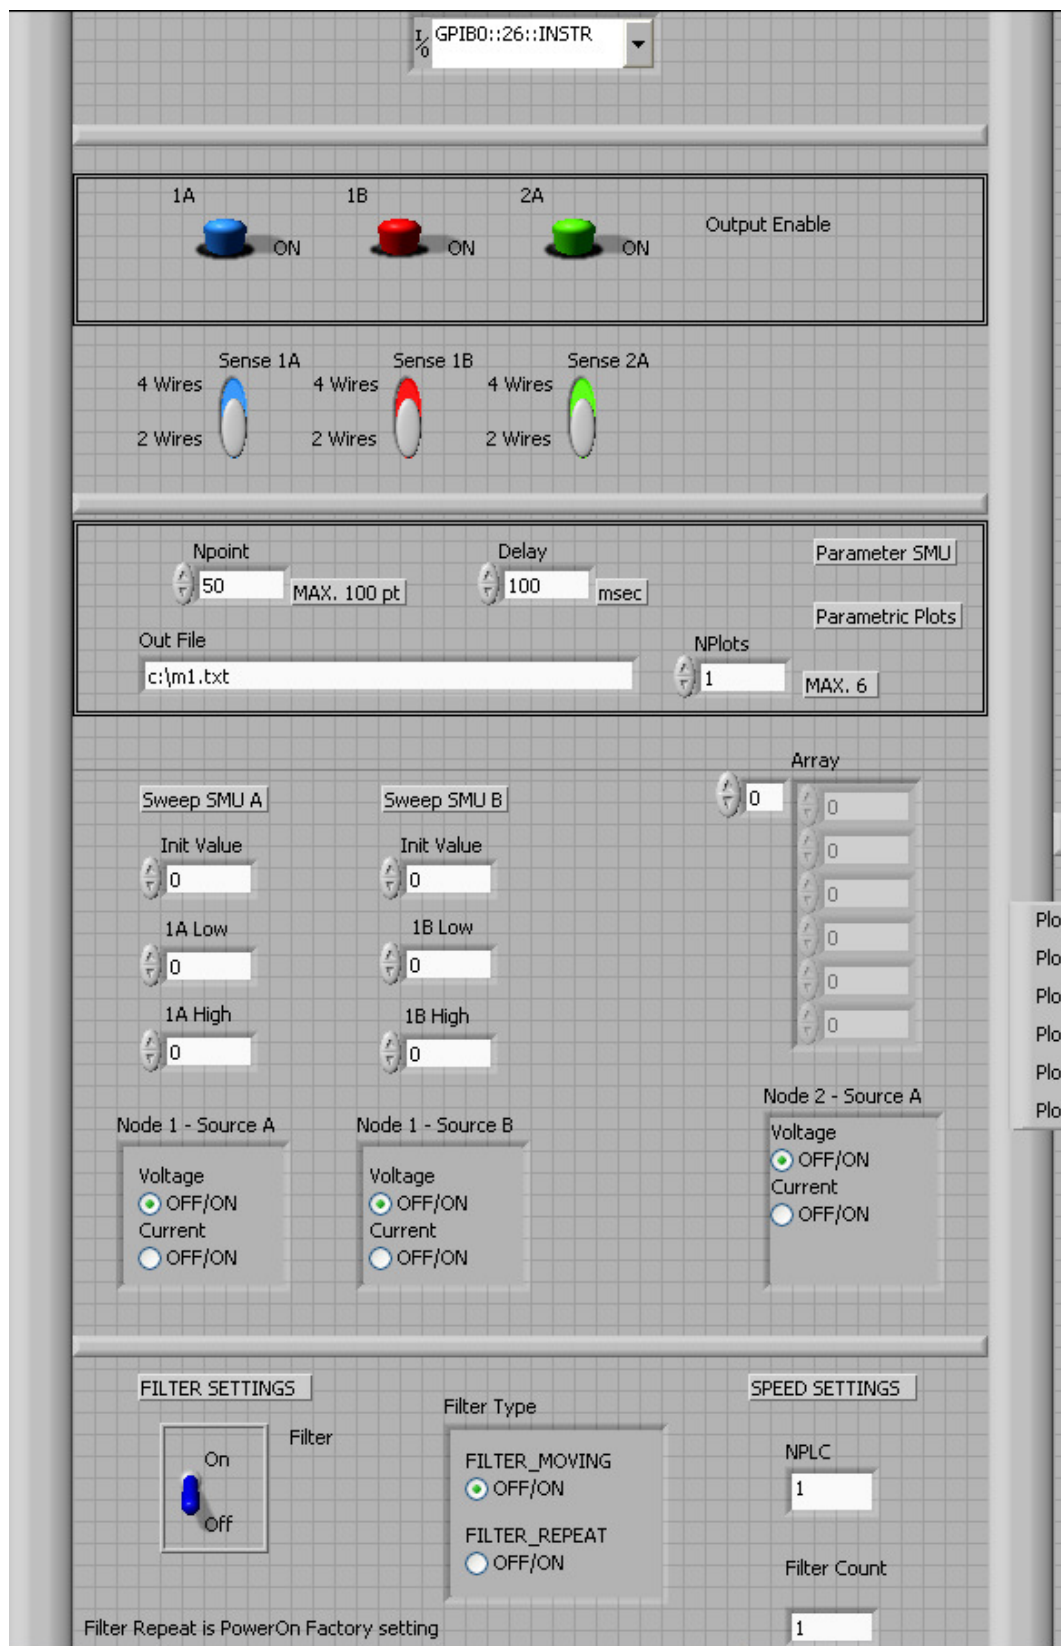 I/O GPIB0::26::INSTR
1A 1B 2A
ON ON ON Output Enable
Sense 1A Sense 1B Sense 2A
4 Wires 4 Wires 4 Wires
2 Wires 2 Wires 2 Wires
Npoint Delay Parameter SMU
50 MAX. 100 pt 100 msec
Parametric Plots
Out File NPlots
c:\m1.txt 1 MAX. 6
Array
Sweep SMU A Sweep SMU B 0 0
Init Value Init Value 0
0 0 0
1A Low 1B Low 0
0 0 0
1A High 1B High 0
0 0
Plo
Plo
Plo
Plo
Plo
Plo
Node 1 - Source A Node 1 - Source B Node 2 - Source A
Voltage Voltage Voltage
OFF/ON OFF/ON OFF/ON
Current Current Current
OFF/ON OFF/ON OFF/ON
FILTER SETTINGS Filter Type SPEED SETTINGS
Filter
On FILTER_MOVING NPLC
OFF/ON 1
Off
FILTER_REPEAT
OFF/ON Filter Count
Filter Repeat is PowerOn Factory setting 1